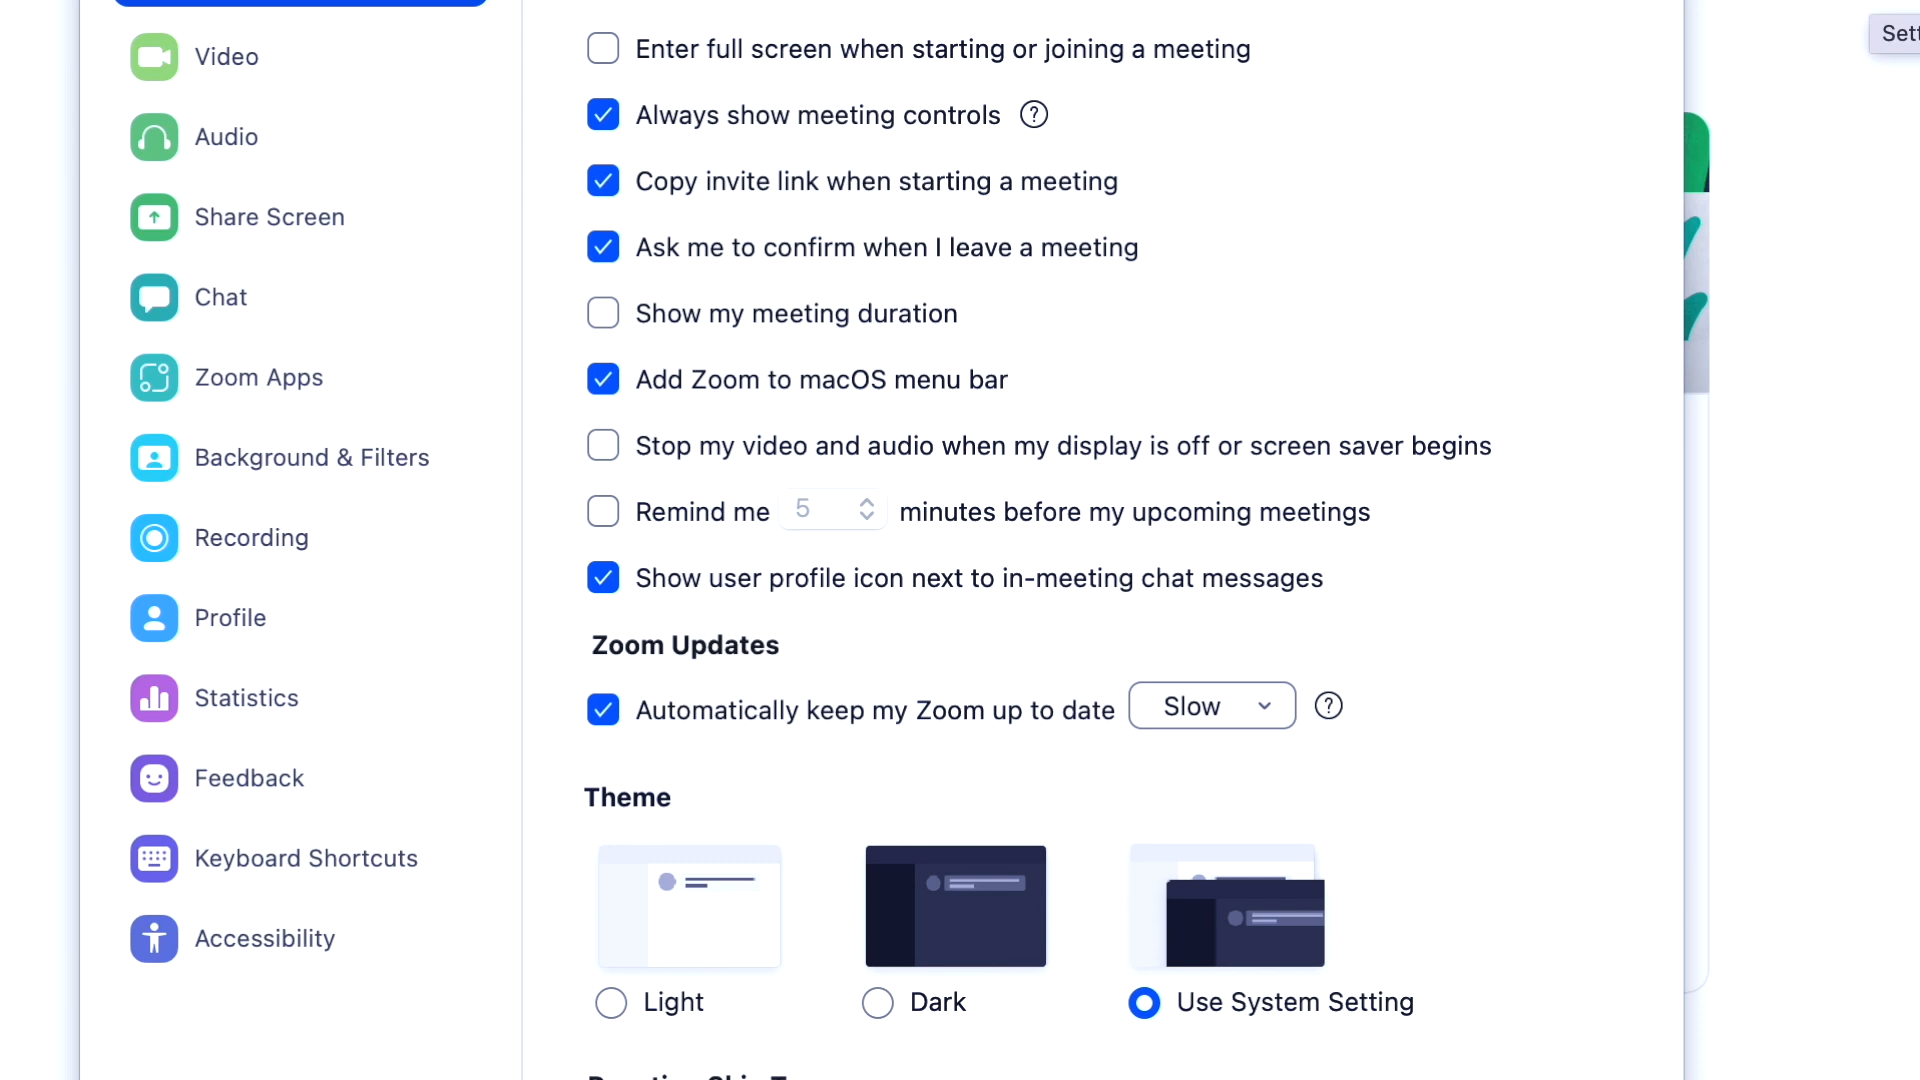 Video
Audio
Share Screen
Chat
Zoom Apps
Background & Filters
Recording
Profile
Statistics
Feedback
Keyboard Shortcuts
Accessibility
Enter full screen when starting or joining a meeting
Always show meeting controls ?
Copy invite link when starting a meeting
Ask me to confirm when I leave a meeting
Show my meeting duration
Add Zoom to macOS menu bar
Stop my video and audio when my display is off or screen saver begins
Remind me 5 minutes before my upcoming meetings
Show user profile icon next to in-meeting chat messages
Zoom Updates
Automatically keep my Zoom up to date Slow ?
Theme
Light Dark Use System Setting
Sett